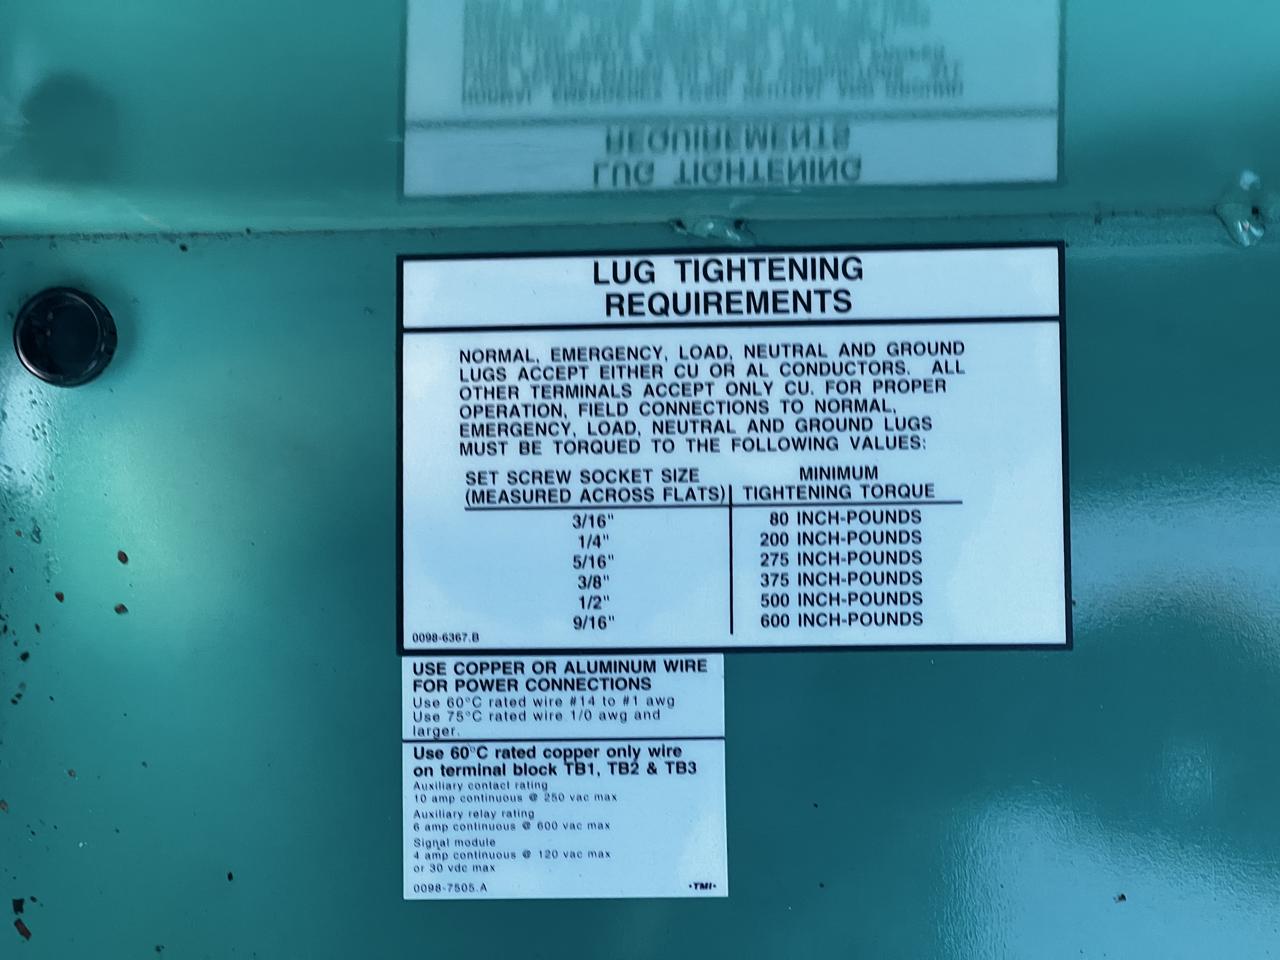 LUG TIGHTENING
REQUIREMENTS
NORMAL, EMERGENCY, LOAD, NEUTRAL AND GROUND
LUGS ACCEPT EITHER CU OR AL CONDUCTORS. ALL
OTHER TERMINALS ACCEPT ONLY CU. FOR PROPER
OPERATION, FIELD CONNECTIONS TO NORMAL,
EMERGENCY, LOAD, NEUTRAL AND GROUND LUGS
MUST BE TORQUED TO THE FOLLOWING VALUES:
SET SCREW SOCKET SIZE MINIMUM
(MEASURED ACROSS FLATS) TIGHTENING TORQUE
3/16" 80 INCH-POUNDS
1/4" 200 INCH-POUNDS
5/16" 275 INCH-POUNDS
3/8" 375 INCH-POUNDS
1/2" 500 INCH-POUNDS
9/16" 600 INCH-POUNDS
0098-6367.B
USE COPPER OR ALUMINUM WIRE
FOR POWER CONNECTIONS
Use 60°C rated wire #14 to #1 awg
Use 75°C rated wire 1/0 awg and
larger.
Use 60°C rated copper only wire
on terminal block TB1, TB2 & TB3
Auxiliary contact rating
10 amp continuous @ 250 vac max
Auxiliary relay rating
6 amp continuous @ 600 vac max
Signal module
4 amp continuous @ 120 vac max
or 30 vdc max
0098-7505.A •TMI•